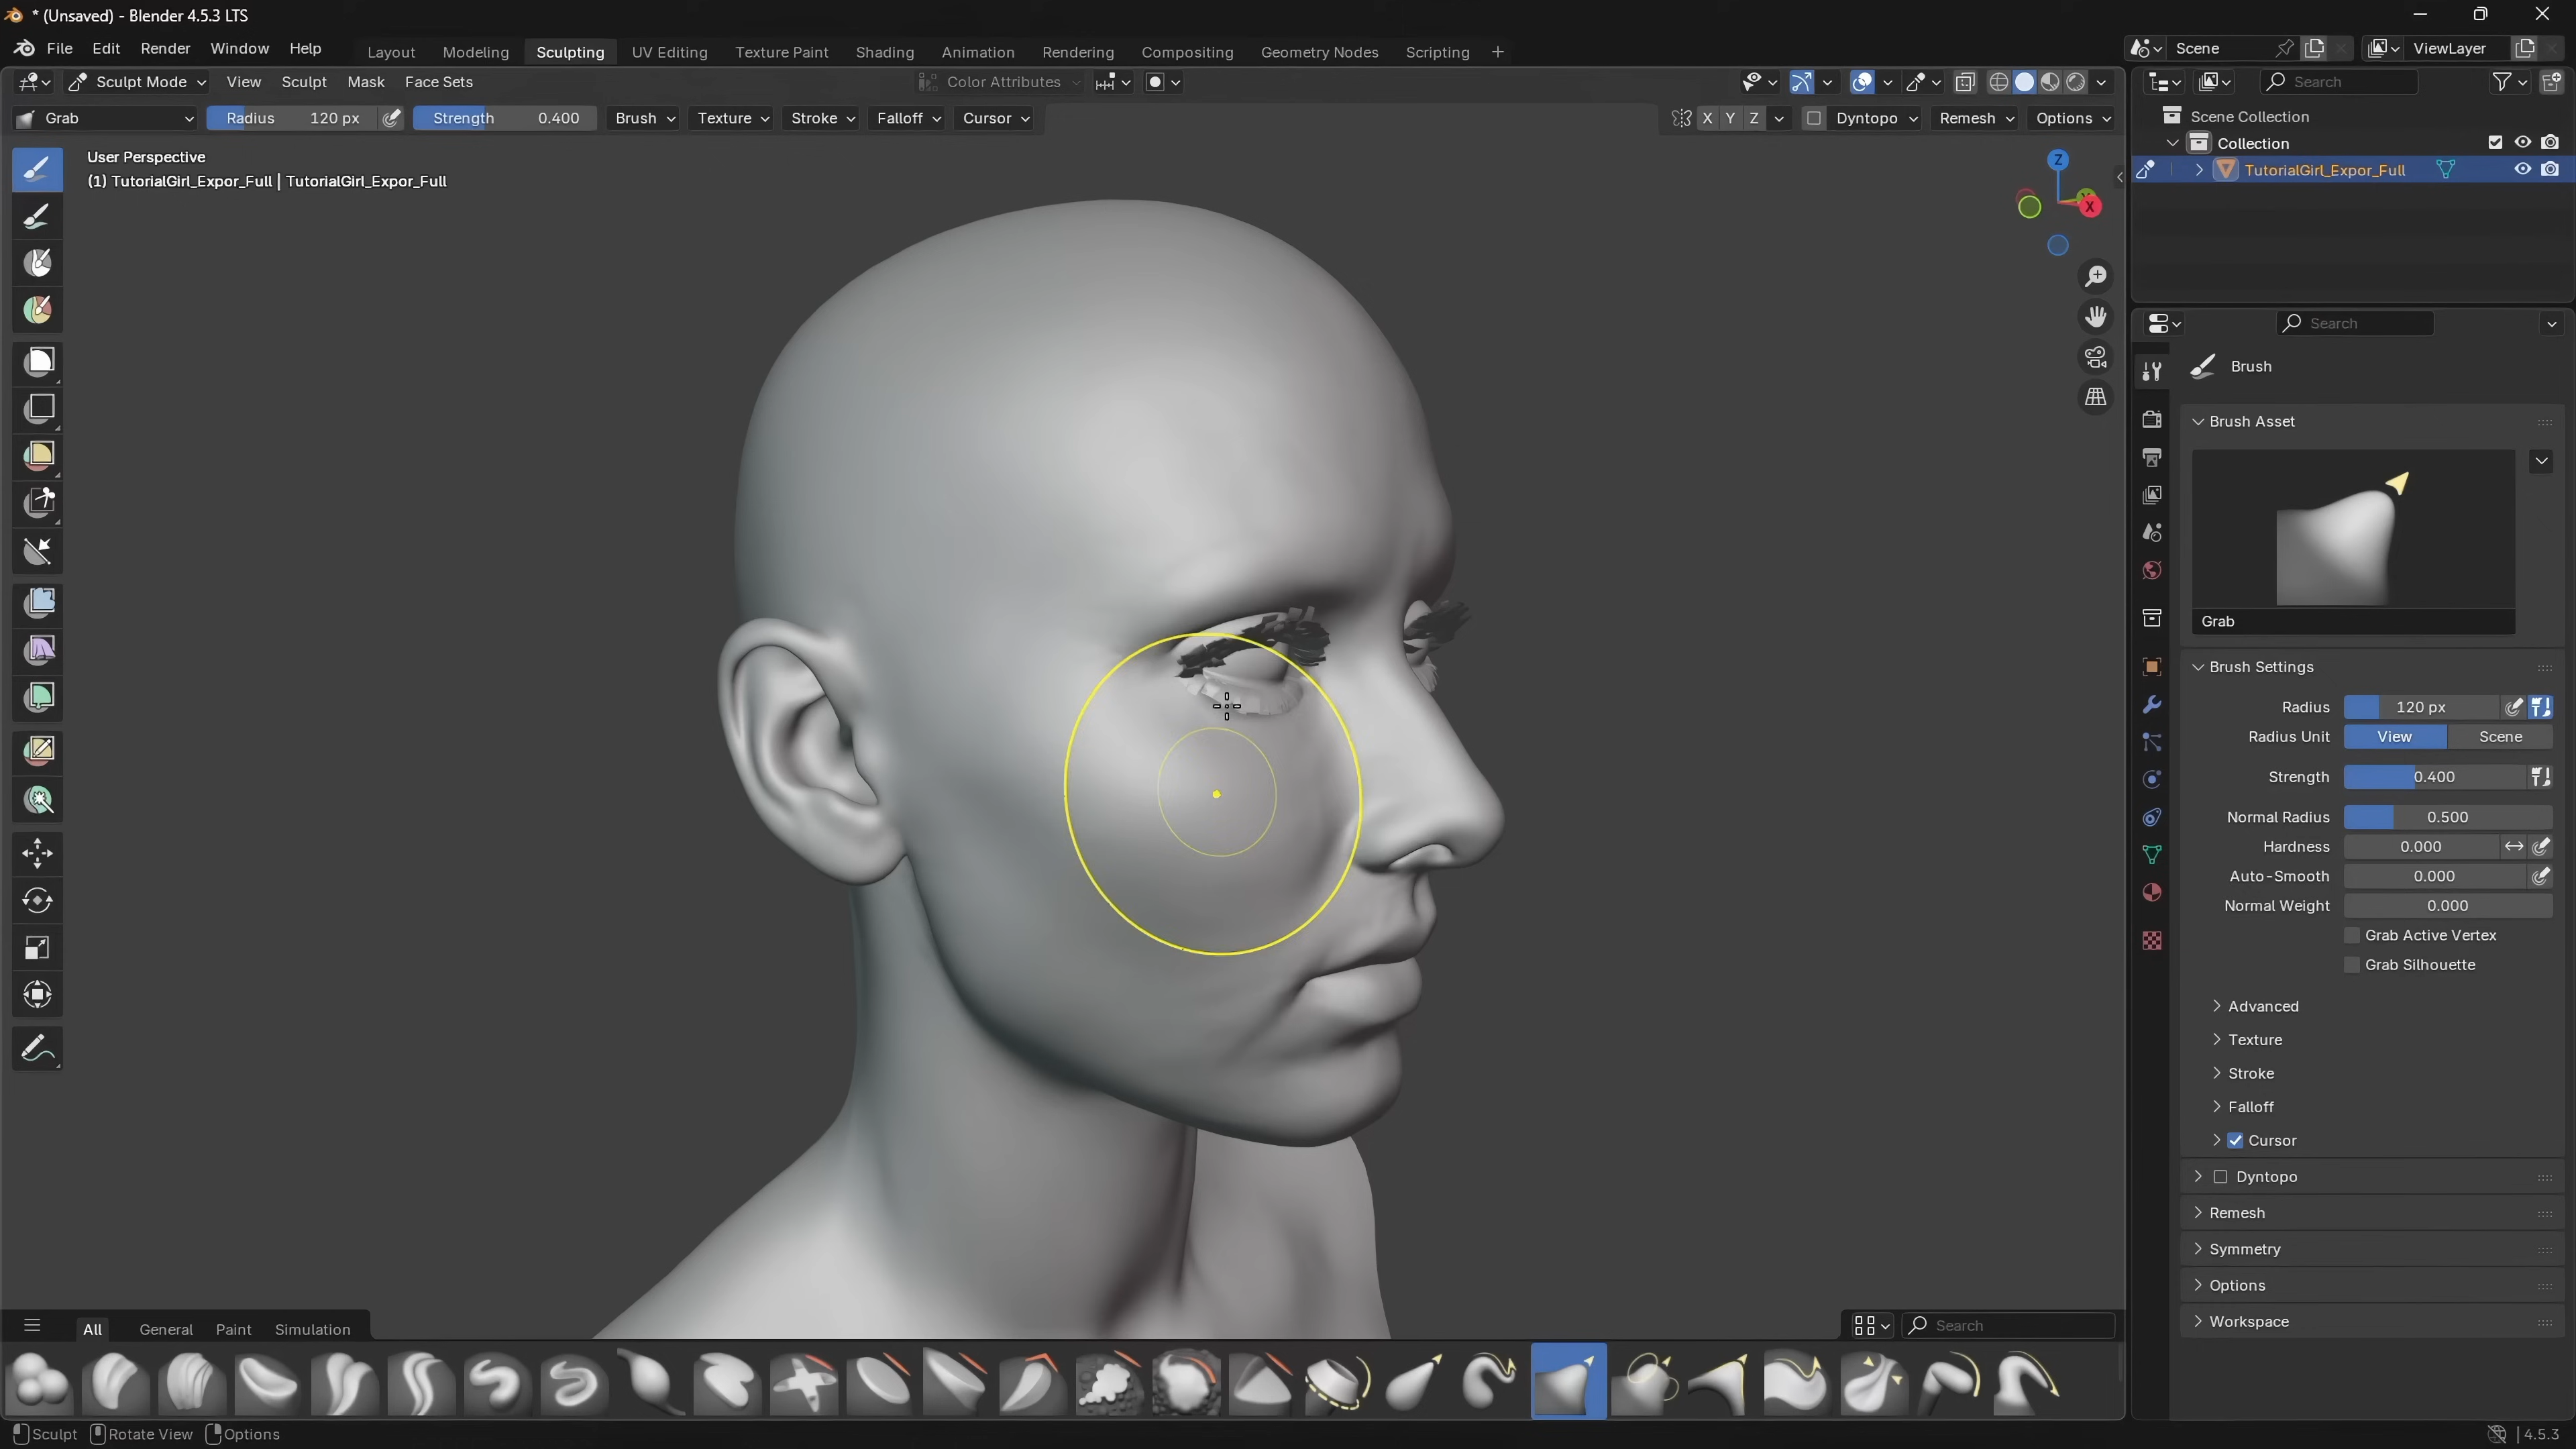 * (Unsaved) - Blender 4.5.3 LTS
File Edit Render Window Help Layout Modeling Sculpting UV Editing Texture Paint Shading Animation Rendering Compositing Geometry Nodes Scripting + Scene ViewLayer
Sculpt Mode View Sculpt Mask Face Sets Color Attributes Search
Grab Radius 120 px Strength 0.400 Brush Texture Stroke Falloff Cursor X Y Z Dyntopo Remesh Options
Scene Collection
Collection
TutorialGirl_Expor_Full
User Perspective
(1) TutorialGirl_Expor_Full | TutorialGirl_Expor_Full
Z
X
Search
Brush
Brush Asset
Grab
Brush Settings
Radius 120 px
Radius Unit View Scene
Strength 0.400
Normal Radius 0.500
Hardness 0.000
Auto-Smooth 0.000
Normal Weight 0.000
Grab Active Vertex
Grab Silhouette
Advanced
Texture
Stroke
Falloff
Cursor
Dyntopo
Remesh
Symmetry
Options
Workspace
All General Paint Simulation Search
Sculpt Rotate View Options 4.5.3